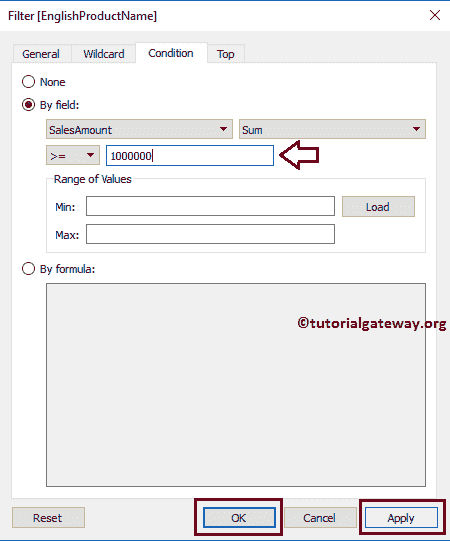 Filter [EnglishProductName]
General Wildcard Condition Top
None
By field:
SalesAmount Sum
>= 1000000
Range of Values
Min: Load
Max:
By formula:
©tutorialgateway.org
Reset OK Cancel Apply